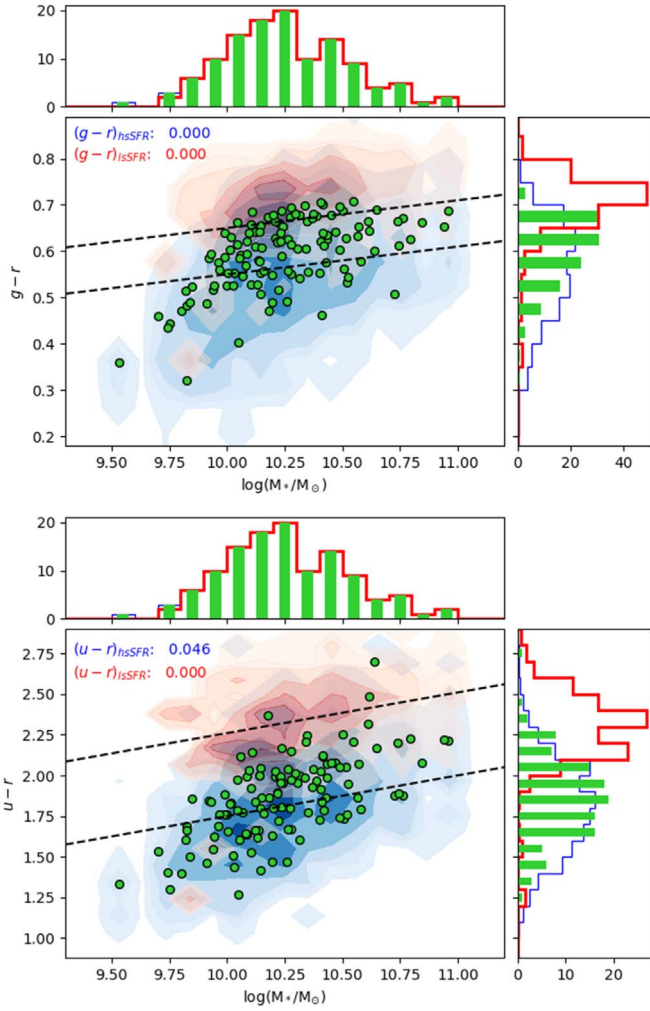 20
10
0
(g − r)hsSFR: 0.000
(g − r)lsSFR: 0.000
0.8
0.7
0.6
0.5
0.4
0.3
0.2
g − r
9.50 9.75 10.00 10.25 10.50 10.75 11.00
log(M*/M⊙)
0 20 40
20
10
0
(u − r)hsSFR: 0.046
(u − r)lsSFR: 0.000
2.75
2.50
2.25
2.00
1.75
1.50
1.25
1.00
u − r
9.50 9.75 10.00 10.25 10.50 10.75 11.00
log(M*/M⊙)
0 10 20